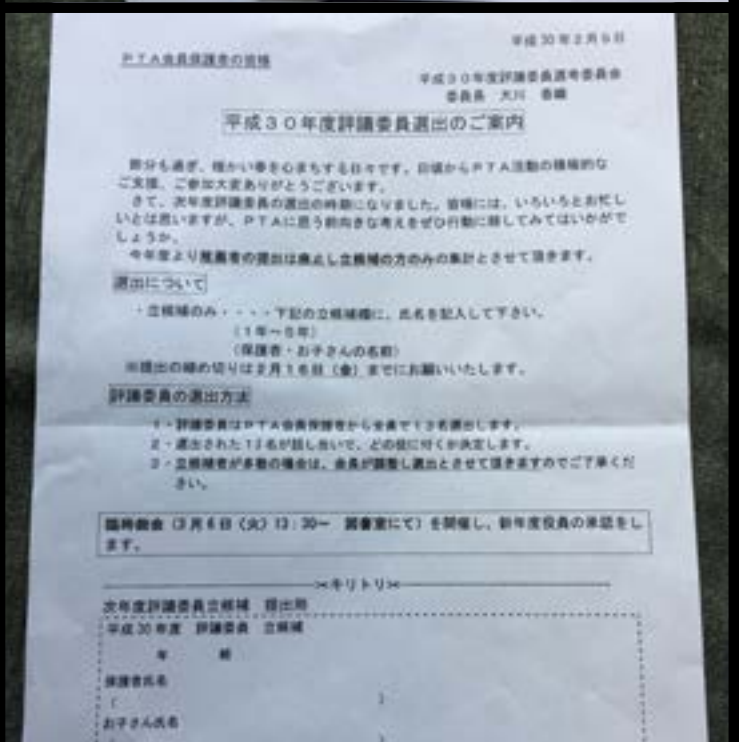 平成30年2月9日
PTA会員保護者の皆様
平成30年度評議委員選考委員会
委員長 大川
平成30年度評議委員選出のご案内
節分も過ぎ、暖かい春を心まちする日々です。日頃からPTA活動の積極的な
ご支援、ご参加大変ありがとうございます。
さて、次年度評議委員の選出の時期になりました。皆様には、いろいろとお忙し
いとは思いますが、PTAに思う前向きな考えをぜひ行動に移してみてはいかがで
しょうか。
今年度より推薦者の提出は廃止し立候補の方のみの集計とさせて頂きます。
選出について
・立候補のみ・・・・下記の立候補欄に、氏名を記入して下さい。
(1年~5年)
(保護者・お子さんの名前)
※提出の締め切りは2月16日(金)までにお願いいたします。
評議委員の選出方法
1・評議委員はPTA会員保護者から全員で13名選出します。
2・選出された13名が話し合いで、どの役に付くか決定します。
3・立候補者が多数の場合は、会長が調整し選出とさせて頂きますのでご了承くだ
さい。
臨時総会(3月6日(火)13:30~ 図書室にて)を開催し、新年度役員の承認をし
ます。
✂キリトリ✂
次年度評議委員立候補 提出用
平成30年度 評議委員 立候補
年 組
保護者氏名
( )
お子さん氏名
( )